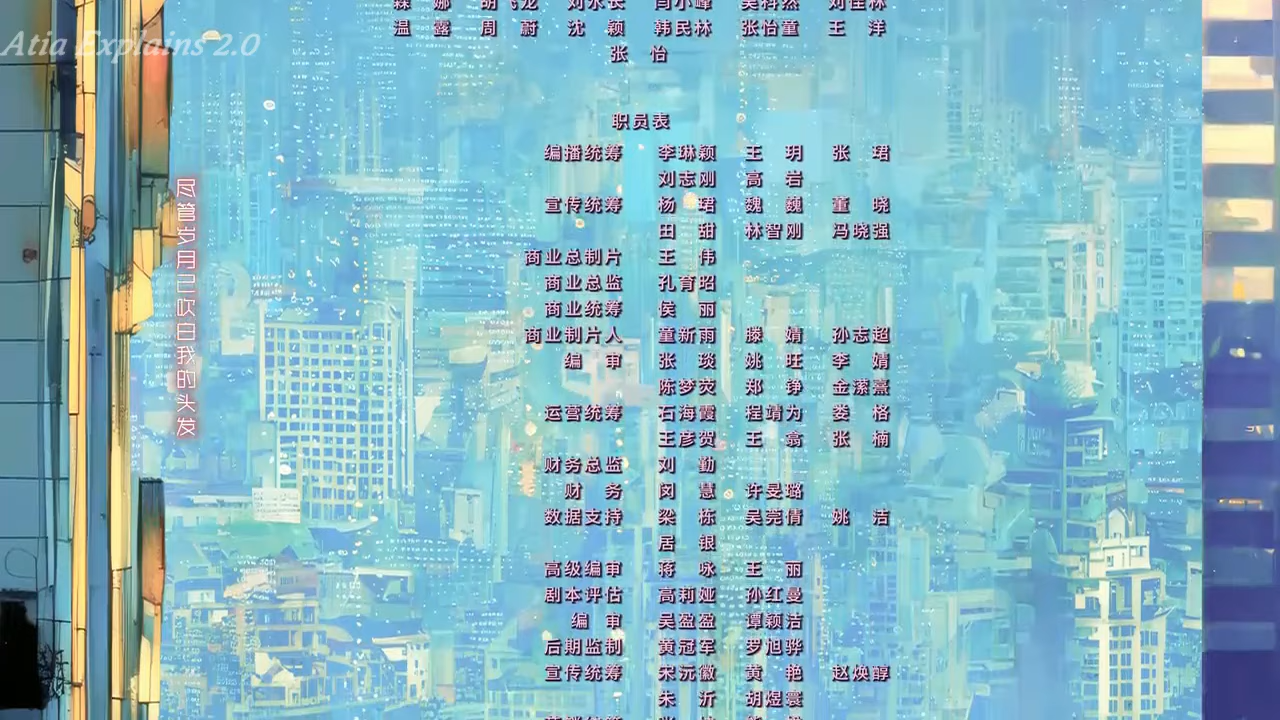 Atia Explains 2.0
温露 周蔚 沈颖 韩民林 张怡童 王洋
张怡
职员表
编播统筹 李琳颖 王玥 张珺
刘志刚 高岩
宣传统筹 杨珺 魏巍 董晓
田甜 林智刚 冯晓强
商业总制片 王伟
商业总监 孔育昭
商业统筹 侯丽
商业制片人 童新雨 滕婧 孙志超
编审 张琰 姚旺 李婧
陈梦荧 郑铮 金潆熹
运营统筹 石海霞 程靖为 娄格
王彦贺 王翕 张楠
财务总监 刘勤
财务 闵慧 许旻璐
数据支持 梁栋 吴莞倩 姚洁
居银
高级编审 蒋咏 王丽
剧本评估 高莉娅 孙红曼
编审 吴盈盈 谭颖洁
后期监制 黄冠军 罗旭骅
宣传统筹 宋沅徽 黄艳 赵焕醇
朱沂 胡煜寰
尽管岁月已吹白我的头发